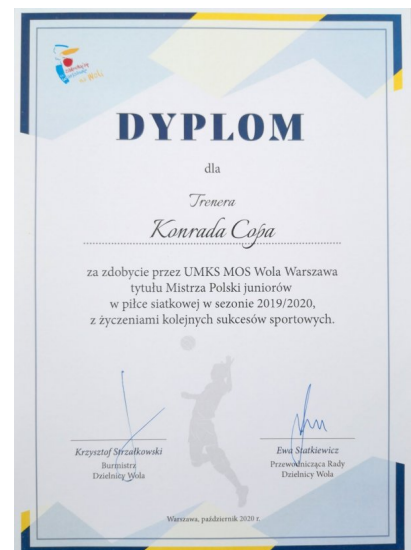 DYPLOM
dla
Trenera
Konrada Copa
za zdobycie przez UMKS MOS Wola Warszawa
tytułu Mistrza Polski juniorów
w piłce siatkowej w sezonie 2019/2020,
z życzeniami kolejnych sukcesów sportowych.
Krzysztof Strzałkowski
Burmistrz
Dzielnicy Wola
Ewa Statkiewicz
Przewodnicząca Rady
Dzielnicy Wola
Warszawa, październik 2020 r.